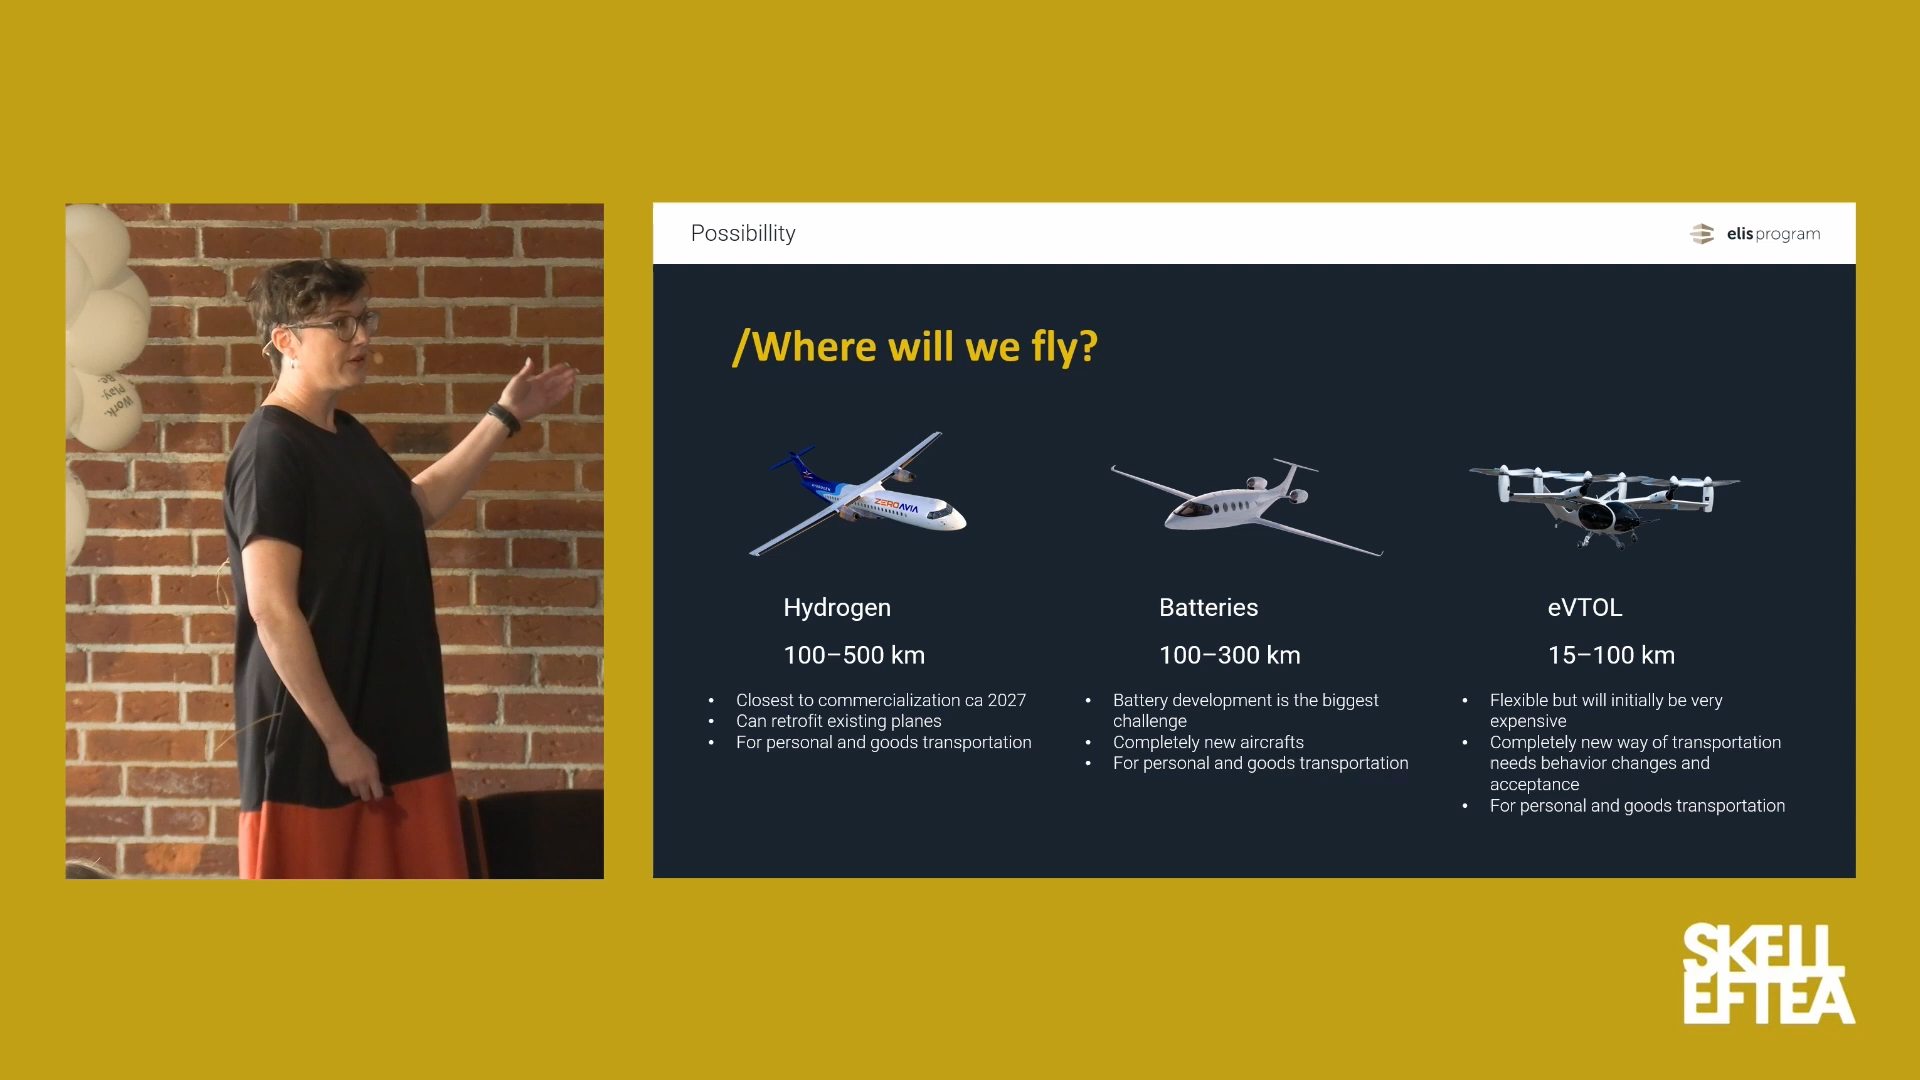 Work.
Play.
Be.
Possibillity
elisprogram
/Where will we fly?
ZEROAVIA
Hydrogen
100–500 km
• Closest to commercialization ca 2027
• Can retrofit existing planes
• For personal and goods transportation
Batteries
100–300 km
• Battery development is the biggest
challenge
• Completely new aircrafts
• For personal and goods transportation
eVTOL
15–100 km
• Flexible but will initially be very
expensive
• Completely new way of transportation
needs behavior changes and
acceptance
• For personal and goods transportation
SKELL
EFTEA